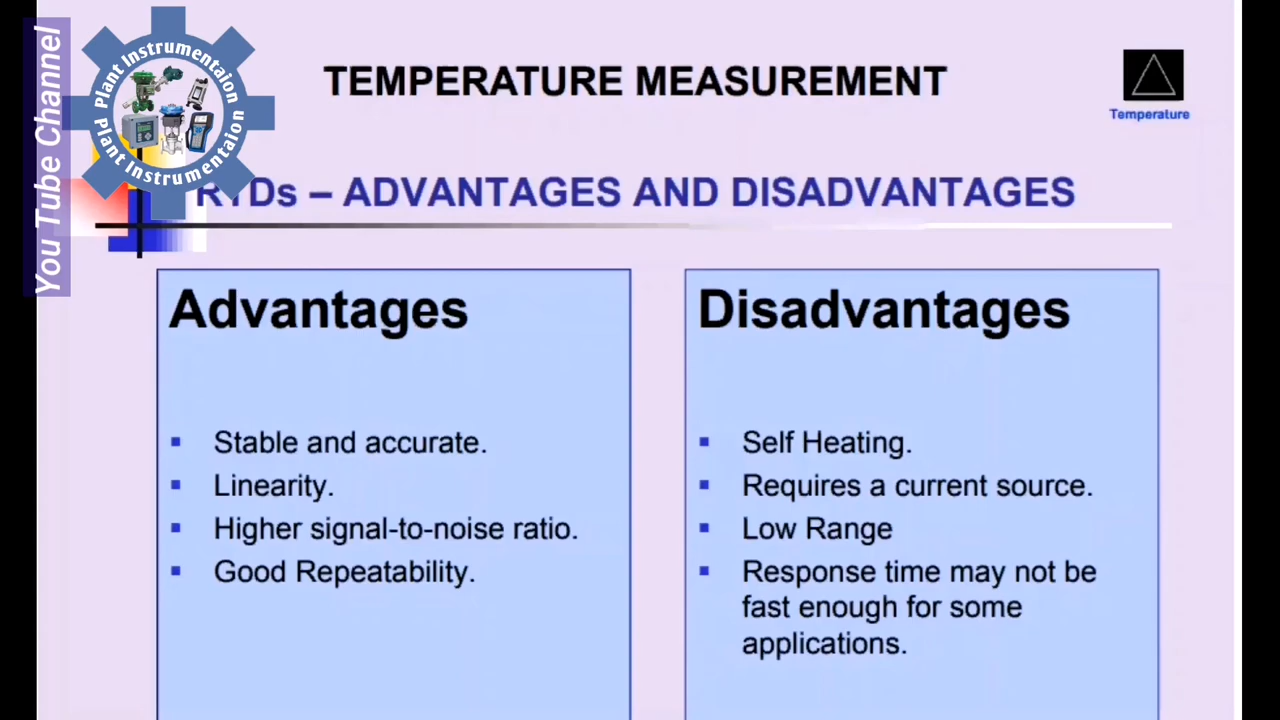 You Tube Channel
Plant Instrumentaion
Plant Instrumentaion
TEMPERATURE MEASUREMENT
Temperature
RTDs – ADVANTAGES AND DISADVANTAGES
Advantages
▪ Stable and accurate.
▪ Linearity.
▪ Higher signal-to-noise ratio.
▪ Good Repeatability.
Disadvantages
▪ Self Heating.
▪ Requires a current source.
▪ Low Range
▪ Response time may not be
fast enough for some
applications.